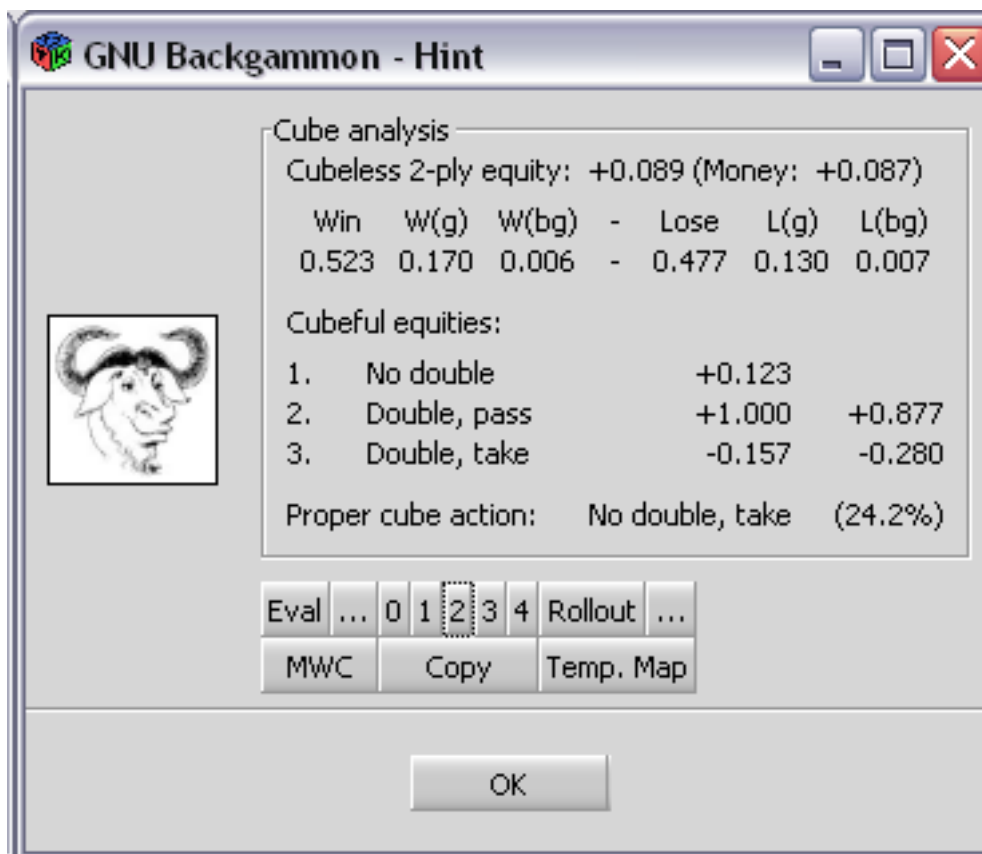 GNU Backgammon - Hint
Cube analysis
Cubeless 2-ply equity: +0.089 (Money: +0.087)
Win W(g) W(bg) - Lose L(g) L(bg)
0.523 0.170 0.006 - 0.477 0.130 0.007
Cubeful equities:
1. No double +0.123
2. Double, pass +1.000 +0.877
3. Double, take -0.157 -0.280
Proper cube action: No double, take (24.2%)
Eval ... 0 1 2 3 4 Rollout ...
MWC Copy Temp. Map
OK